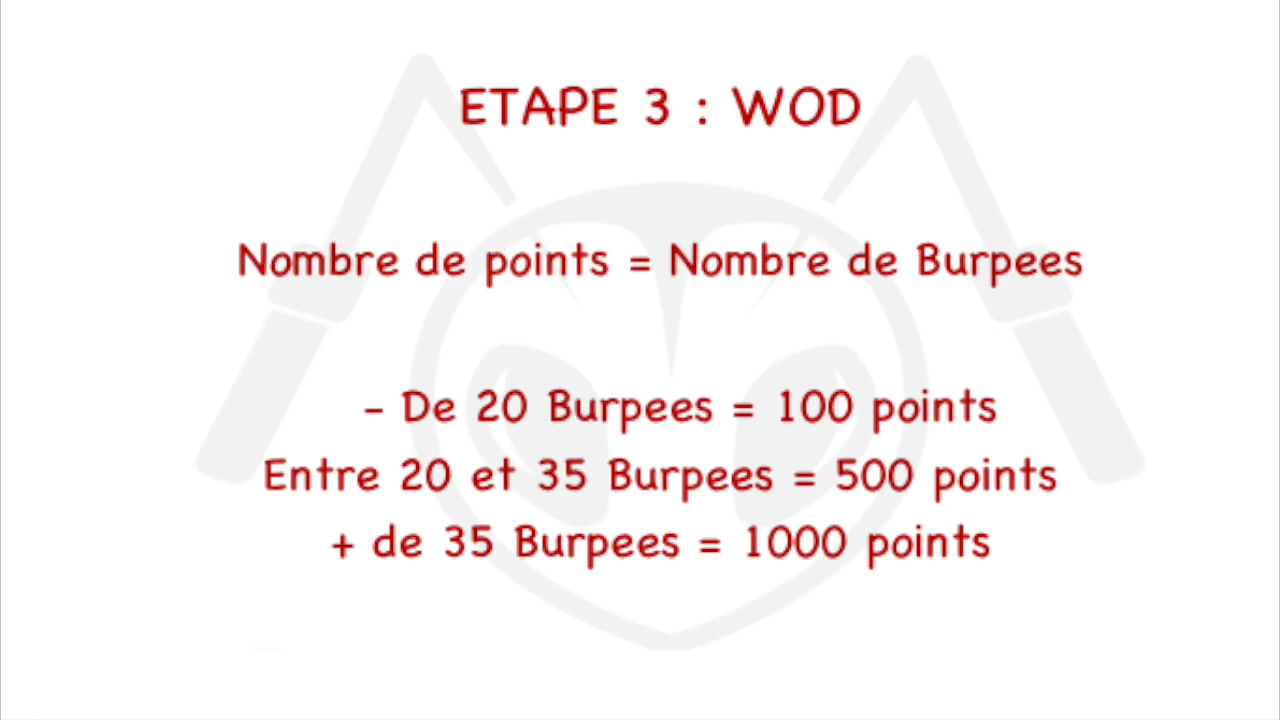 ETAPE 3 : WOD
Nombre de points = Nombre de Burpees
- De 20 Burpees = 100 points
Entre 20 et 35 Burpees = 500 points
+ de 35 Burpees = 1000 points